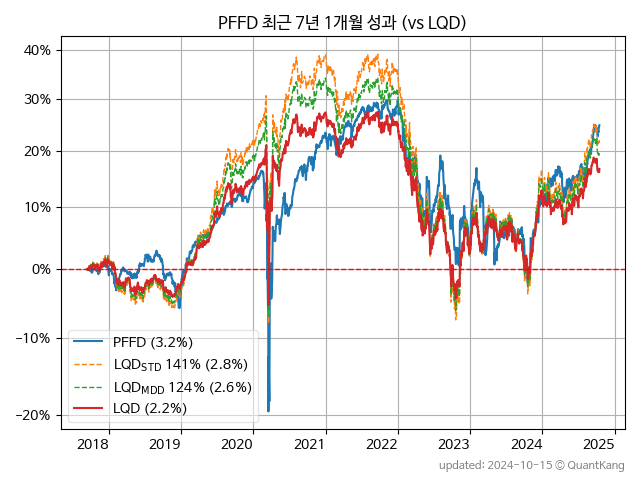 PFFD 최근 7년 1개월 성과 (vs LQD)
40%
30%
20%
10%
0%
−10%
−20%
PFFD (3.2%)
LQD_STD 141% (2.8%)
LQD_MDD 124% (2.6%)
LQD (2.2%)
2018 2019 2020 2021 2022 2023 2024 2025
updated: 2024-10-15 © QuantKang